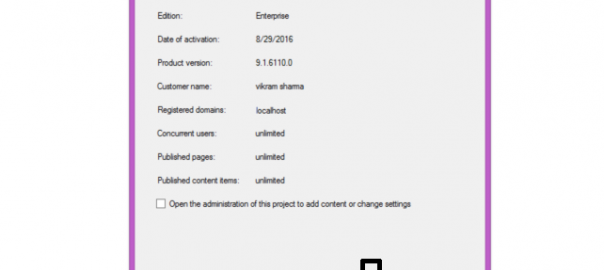 Edition: Enterprise
Date of activation: 8/29/2016
Product version: 9.1.6110.0
Customer name: vikram sharma
Registered domains: localhost
Concurrent users: unlimited
Published pages: unlimited
Published content items: unlimited
Open the administration of this project to add content or change settings